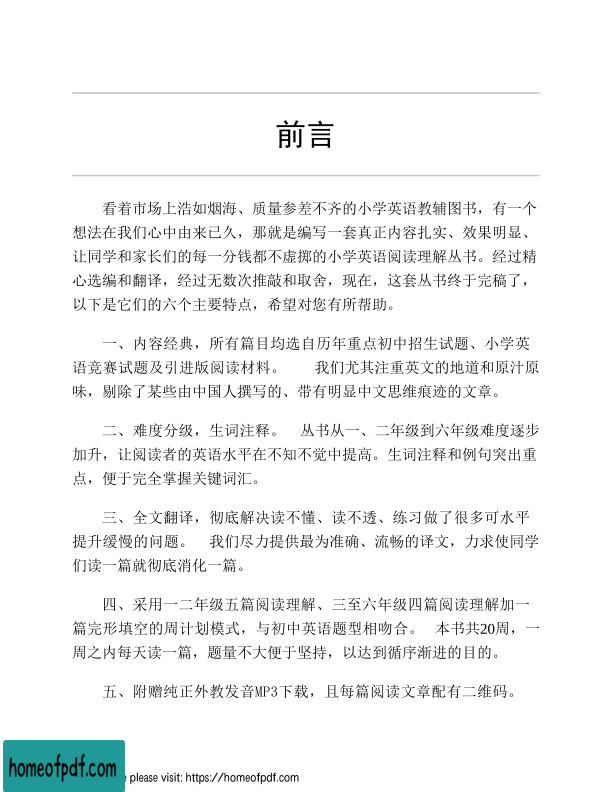 前言
看着市场上浩如烟海、质量参差不齐的小学英语教辅图书，有一个
想法在我们心中由来已久，那就是编写一套真正内容扎实、效果明显、
让同学和家长们的每一分钱都不虚掷的小学英语阅读理解丛书。经过精
心选编和翻译，经过无数次推敲和取舍，现在，这套丛书终于完稿了，
以下是它们的六个主要特点，希望对您有所帮助。
一、内容经典，所有篇目均选自历年重点初中招生试题、小学英
语竞赛试题及引进版阅读材料。　　我们尤其注重英文的地道和原汁原
味，剔除了某些由中国人撰写的、带有明显中文思维痕迹的文章。
二、难度分级，生词注释。　丛书从一、二年级到六年级难度逐步
加升，让阅读者的英语水平在不知不觉中提高。生词注释和例句突出重
点，便于完全掌握关键词汇。
三、全文翻译，彻底解决读不懂、读不透、练习做了很多可水平
提升缓慢的问题。　我们尽力提供最为准确、流畅的译文，力求使同学
们读一篇就彻底消化一篇。
四、采用一二年级五篇阅读理解、三至六年级四篇阅读理解加一
篇完形填空的周计划模式，与初中英语题型相吻合。　本书共20周，一
周之内每天读一篇，题量不大便于坚持，以达到循序渐进的目的。
五、附赠纯正外教发音MP3下载，且每篇阅读文章配有二维码。
homeofpdf.com
e please visit: https://homeofpdf.com